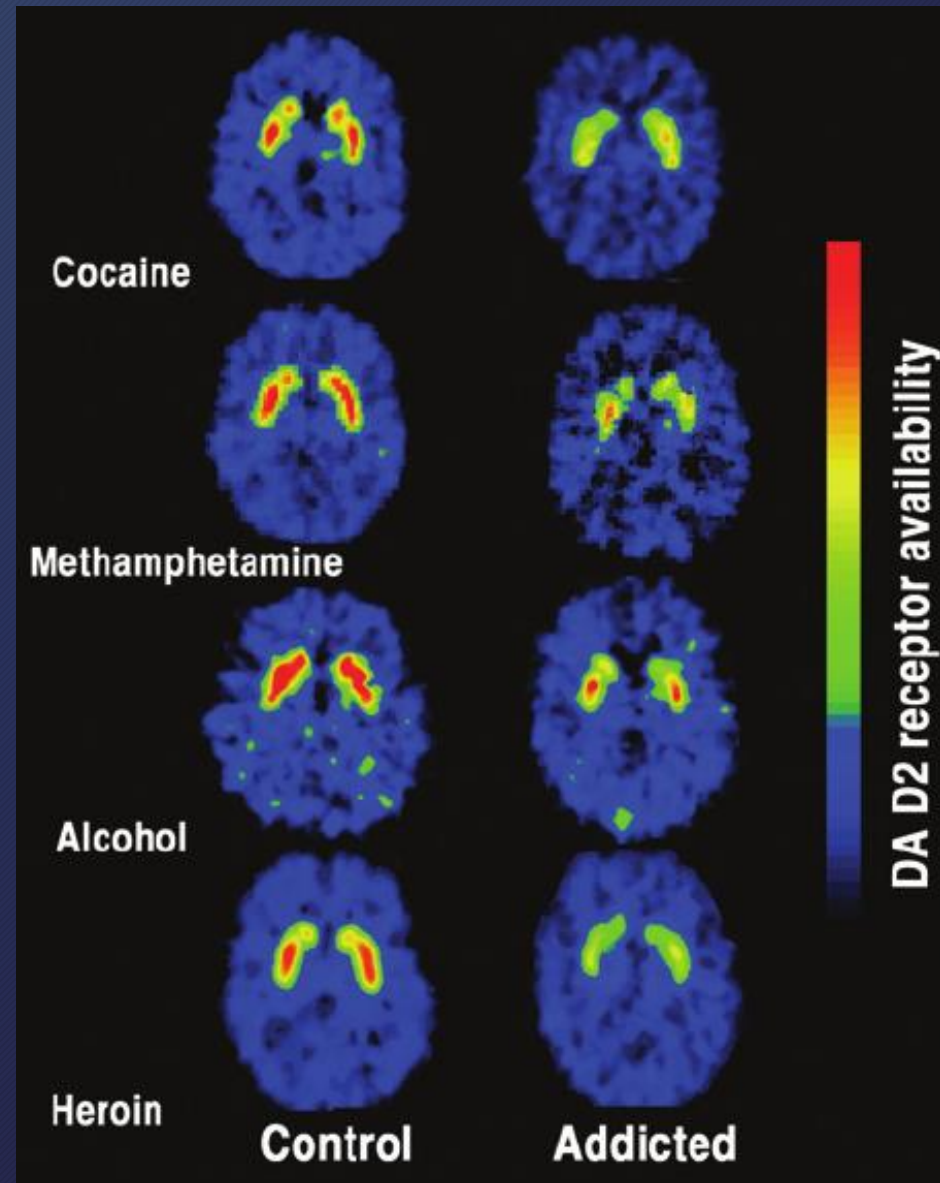 Cocaine
Methamphetamine
Alcohol
Heroin
Control Addicted
DA D2 receptor availability